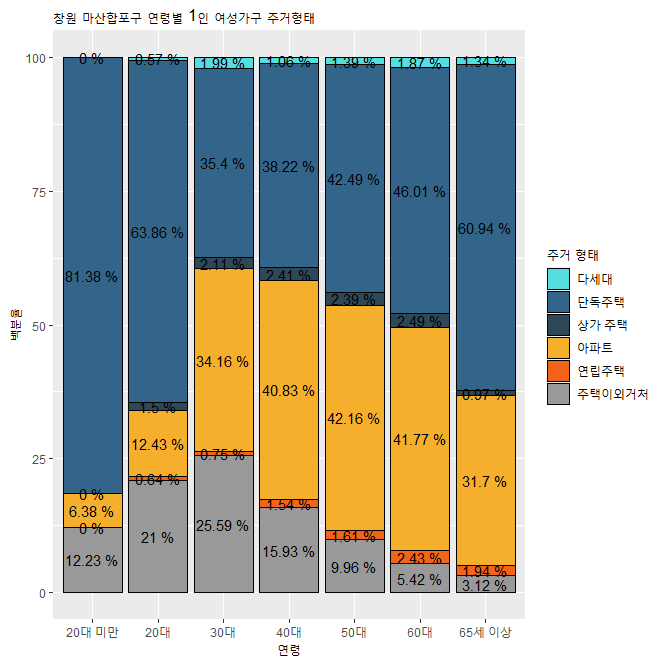 창원 마산합포구 연령별 1인 여성가구 주거형태
100
75
50
25
0
백분율
0 %
81.38 %
0 %
6.38 %
0 %
12.23 %
0.57 %
63.86 %
1.5 %
12.43 %
0.64 %
21 %
1.99 %
35.4 %
2.11 %
34.16 %
0.75 %
25.59 %
1.06 %
38.22 %
2.41 %
40.83 %
1.54 %
15.93 %
1.39 %
42.49 %
2.39 %
42.16 %
1.61 %
9.96 %
1.87 %
46.01 %
2.49 %
41.77 %
2.43 %
5.42 %
1.34 %
60.94 %
0.97 %
31.7 %
1.94 %
3.12 %
20대 미만
20대
30대
40대
50대
60대
65세 이상
연령
주거 형태
다세대
단독주택
상가 주택
아파트
연립주택
주택이외거처